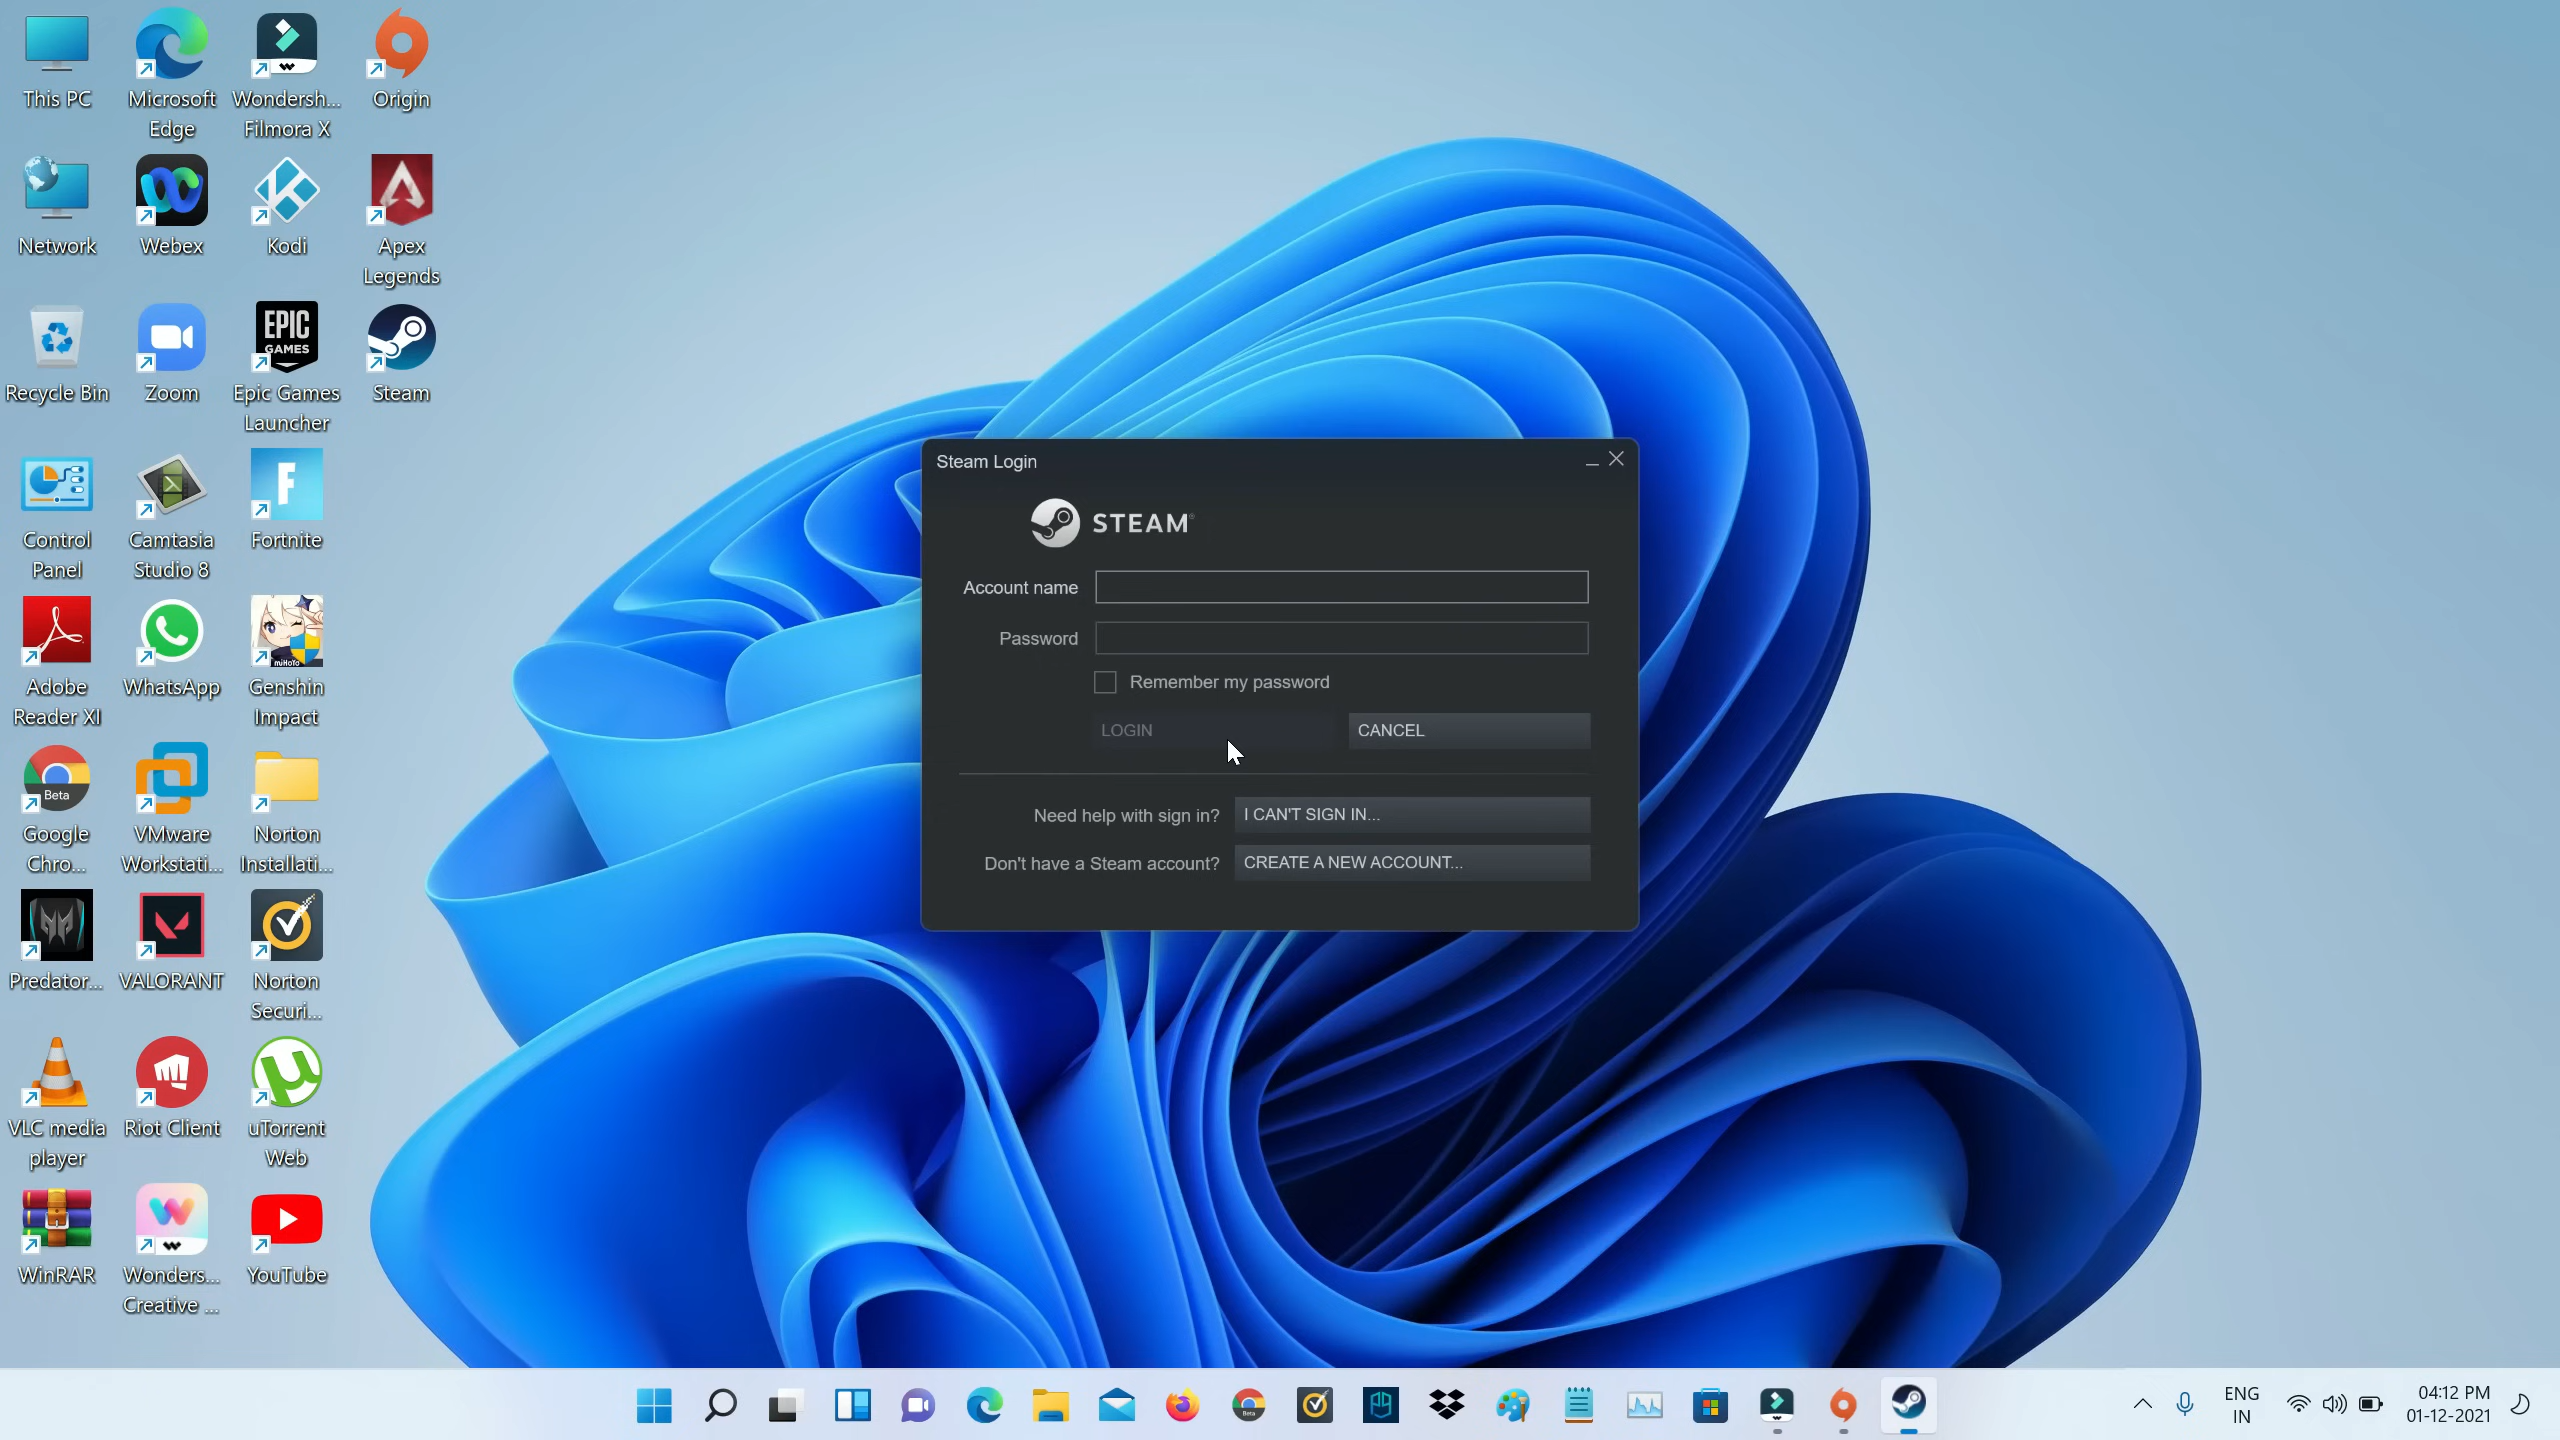 This PC
Microsoft
Edge
Wondersh...
Filmora X
Origin
Network
Webex
Kodi
Apex
Legends
Recycle Bin
Zoom
EPIC
GAMES
Epic Games
Launcher
Steam
Control
Panel
Camtasia
Studio 8
Fortnite
Adobe
Reader XI
WhatsApp
miHoYo
Genshin
Impact
Beta
Google
Chro...
VMware
Workstati...
Norton
Installati...
Predator...
VALORANT
Norton
Securi...
VLC media
player
Riot Client
uTorrent
Web
WinRAR
Wonders...
Creative ...
YouTube
Steam Login
STEAM
Account name
Password
Remember my password
LOGIN
CANCEL
Need help with sign in?
I CAN'T SIGN IN...
Don't have a Steam account?
CREATE A NEW ACCOUNT...
Beta
ENG
IN
04:12 PM
01-12-2021